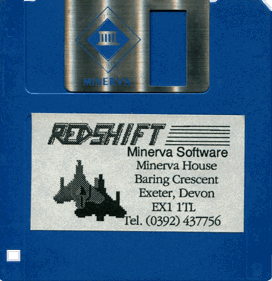 MINERVA
REDSHIFT
Minerva Software
Minerva House
Baring Crescent
Exeter, Devon
EX1 1TL
Tel. (0392) 437756